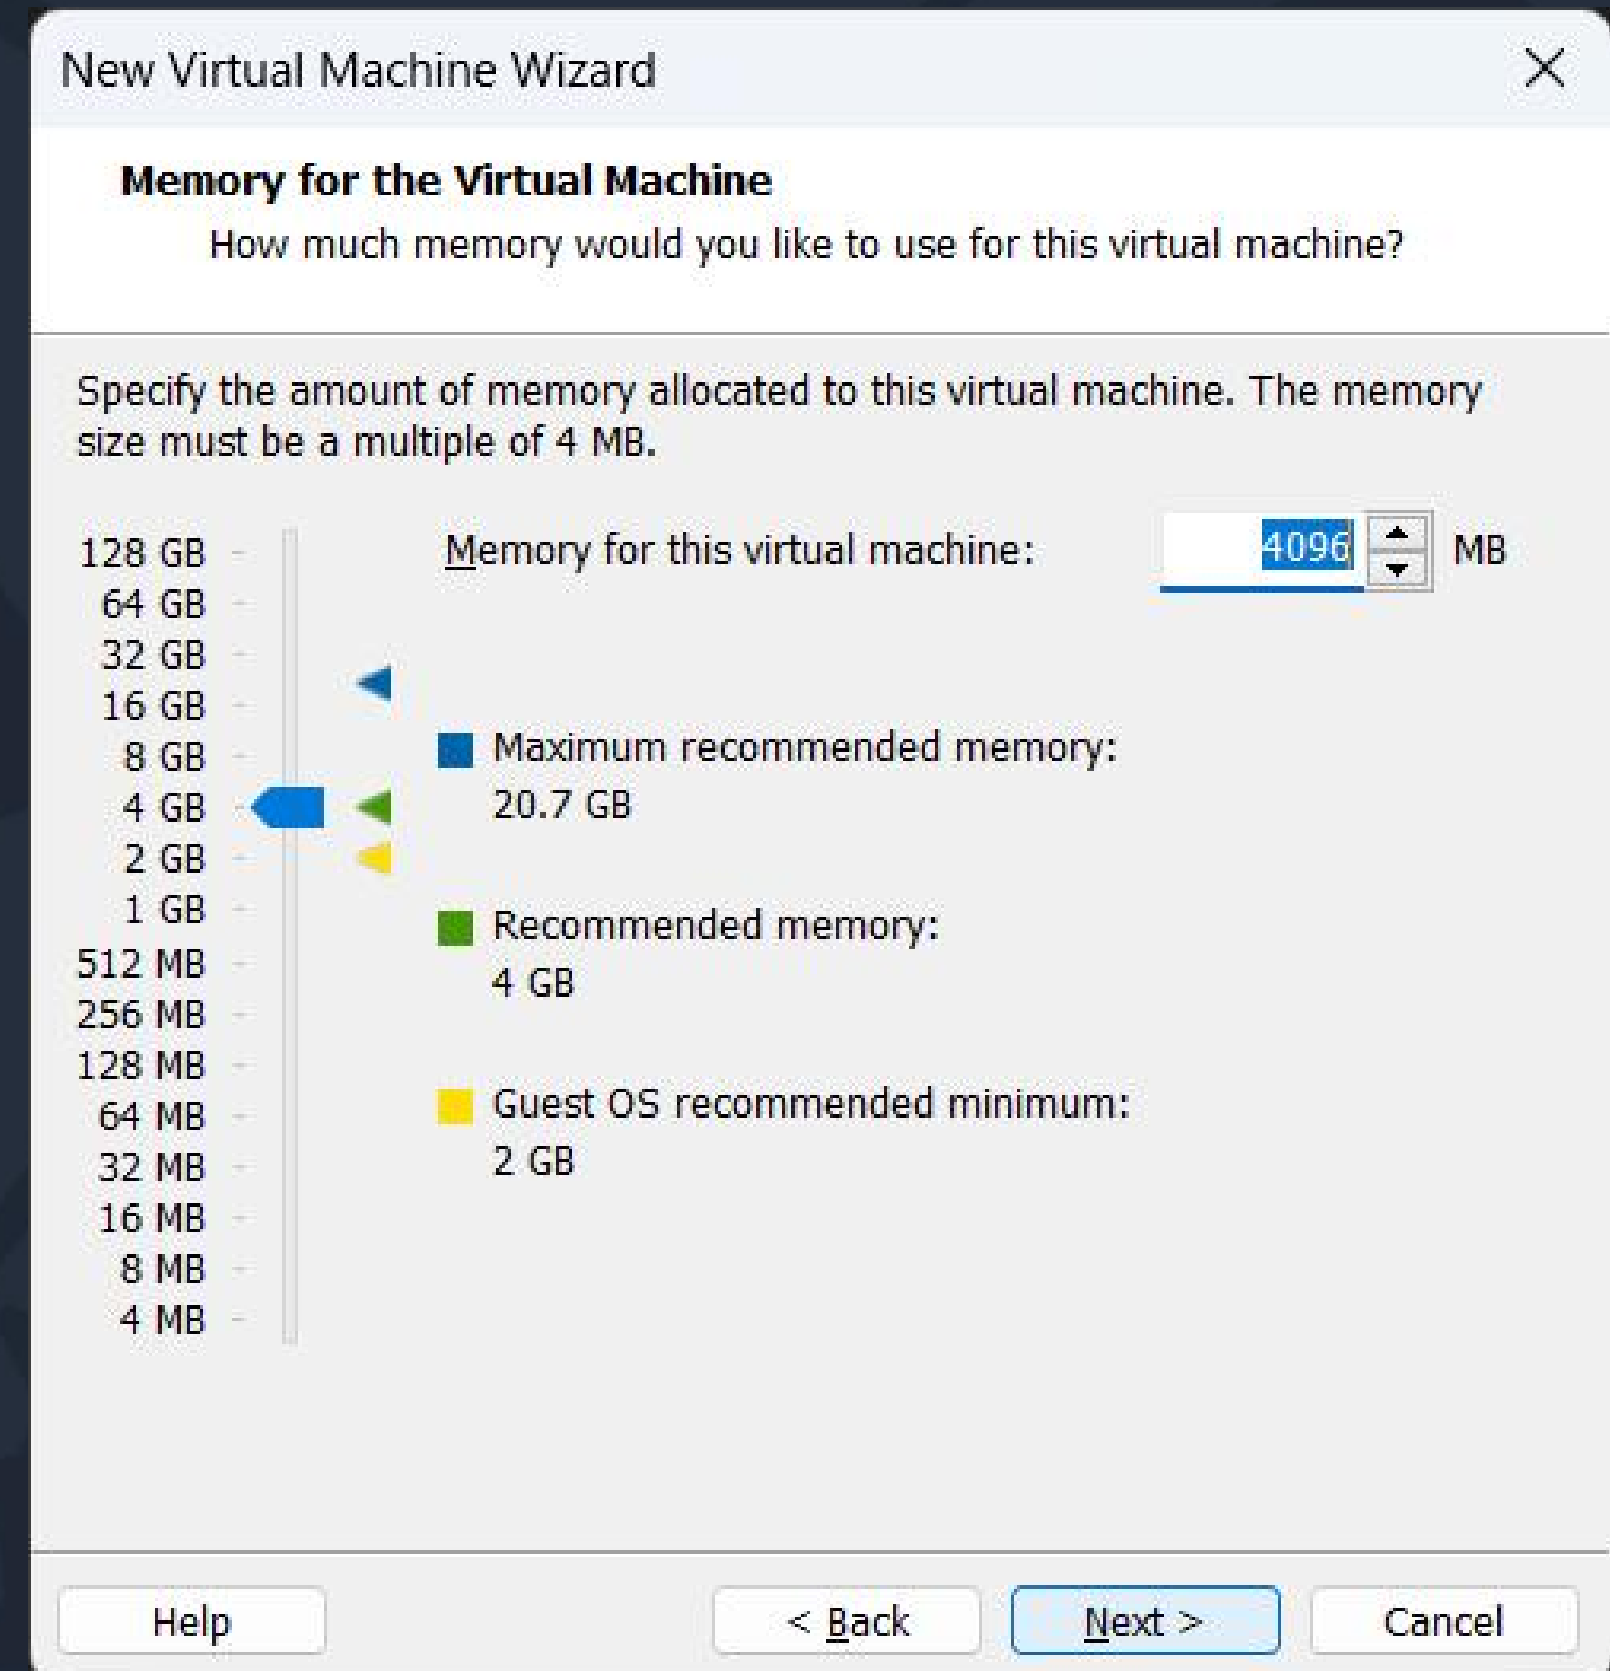 New Virtual Machine Wizard
Memory for the Virtual Machine
How much memory would you like to use for this virtual machine?
Specify the amount of memory allocated to this virtual machine. The memory
size must be a multiple of 4 MB.
128 GB
64 GB
32 GB
16 GB
8 GB
4 GB
2 GB
1 GB
512 MB
256 MB
128 MB
64 MB
32 MB
16 MB
8 MB
4 MB
Memory for this virtual machine: 4096 MB
Maximum recommended memory:
20.7 GB
Recommended memory:
4 GB
Guest OS recommended minimum:
2 GB
Help < Back Next > Cancel